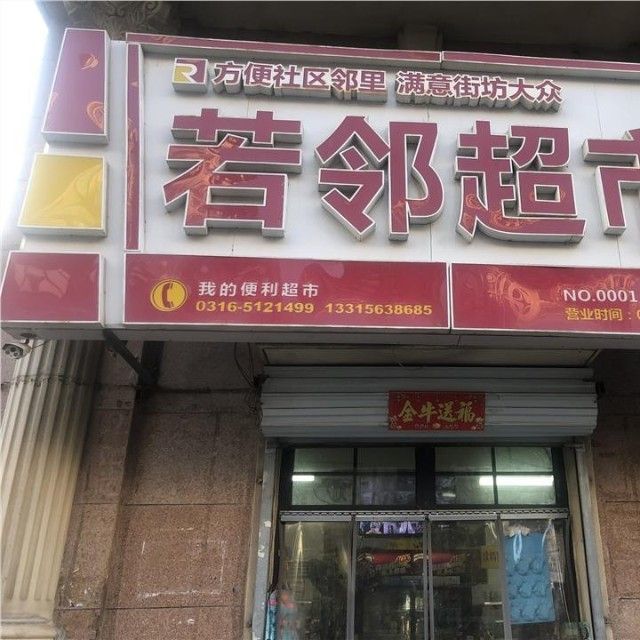 方便社区邻里 满意街坊大众
若邻超市
我的便利超市
0316-5121499 13315638685
NO.0001
营业时间:0
金牛送福